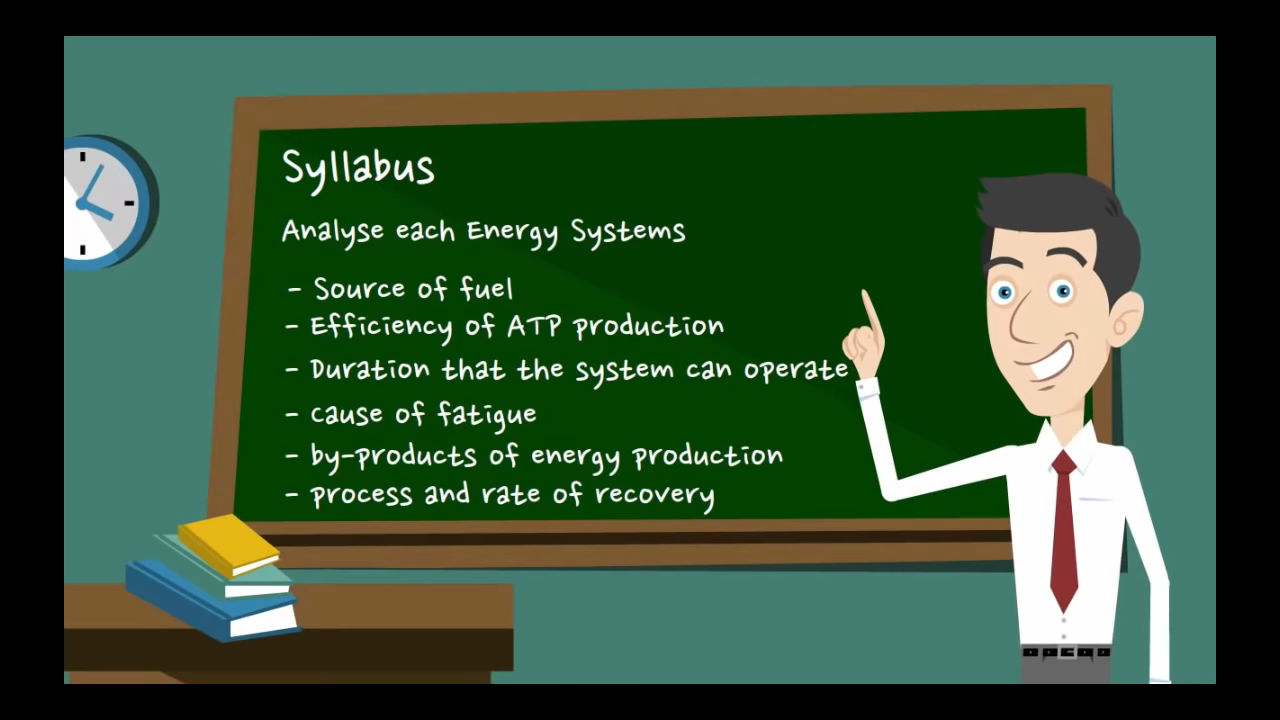 Syllabus
Analyse each Energy Systems
- Source of fuel
- Efficiency of ATP production
- Duration that the system can operate
- cause of fatigue
- by-products of energy production
- process and rate of recovery